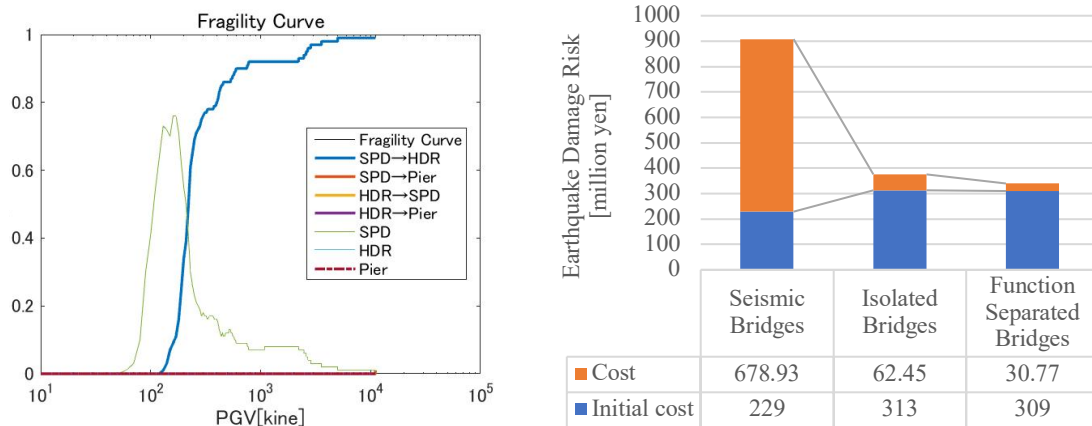 Fragility Curve
1
0.8
0.6
0.4
0.2
0
Fragility Curve
SPD→HDR
SPD→Pier
HDR→SPD
HDR→Pier
SPD
HDR
Pier
10^1 10^2 10^3 10^4 10^5
PGV[kine]
Earthquake Damage Risk
[million yen]
1000
900
800
700
600
500
400
300
200
100
0
Seismic Bridges
Isolated Bridges
Function Separated Bridges
Cost 678.93 62.45 30.77
Initial cost 229 313 309